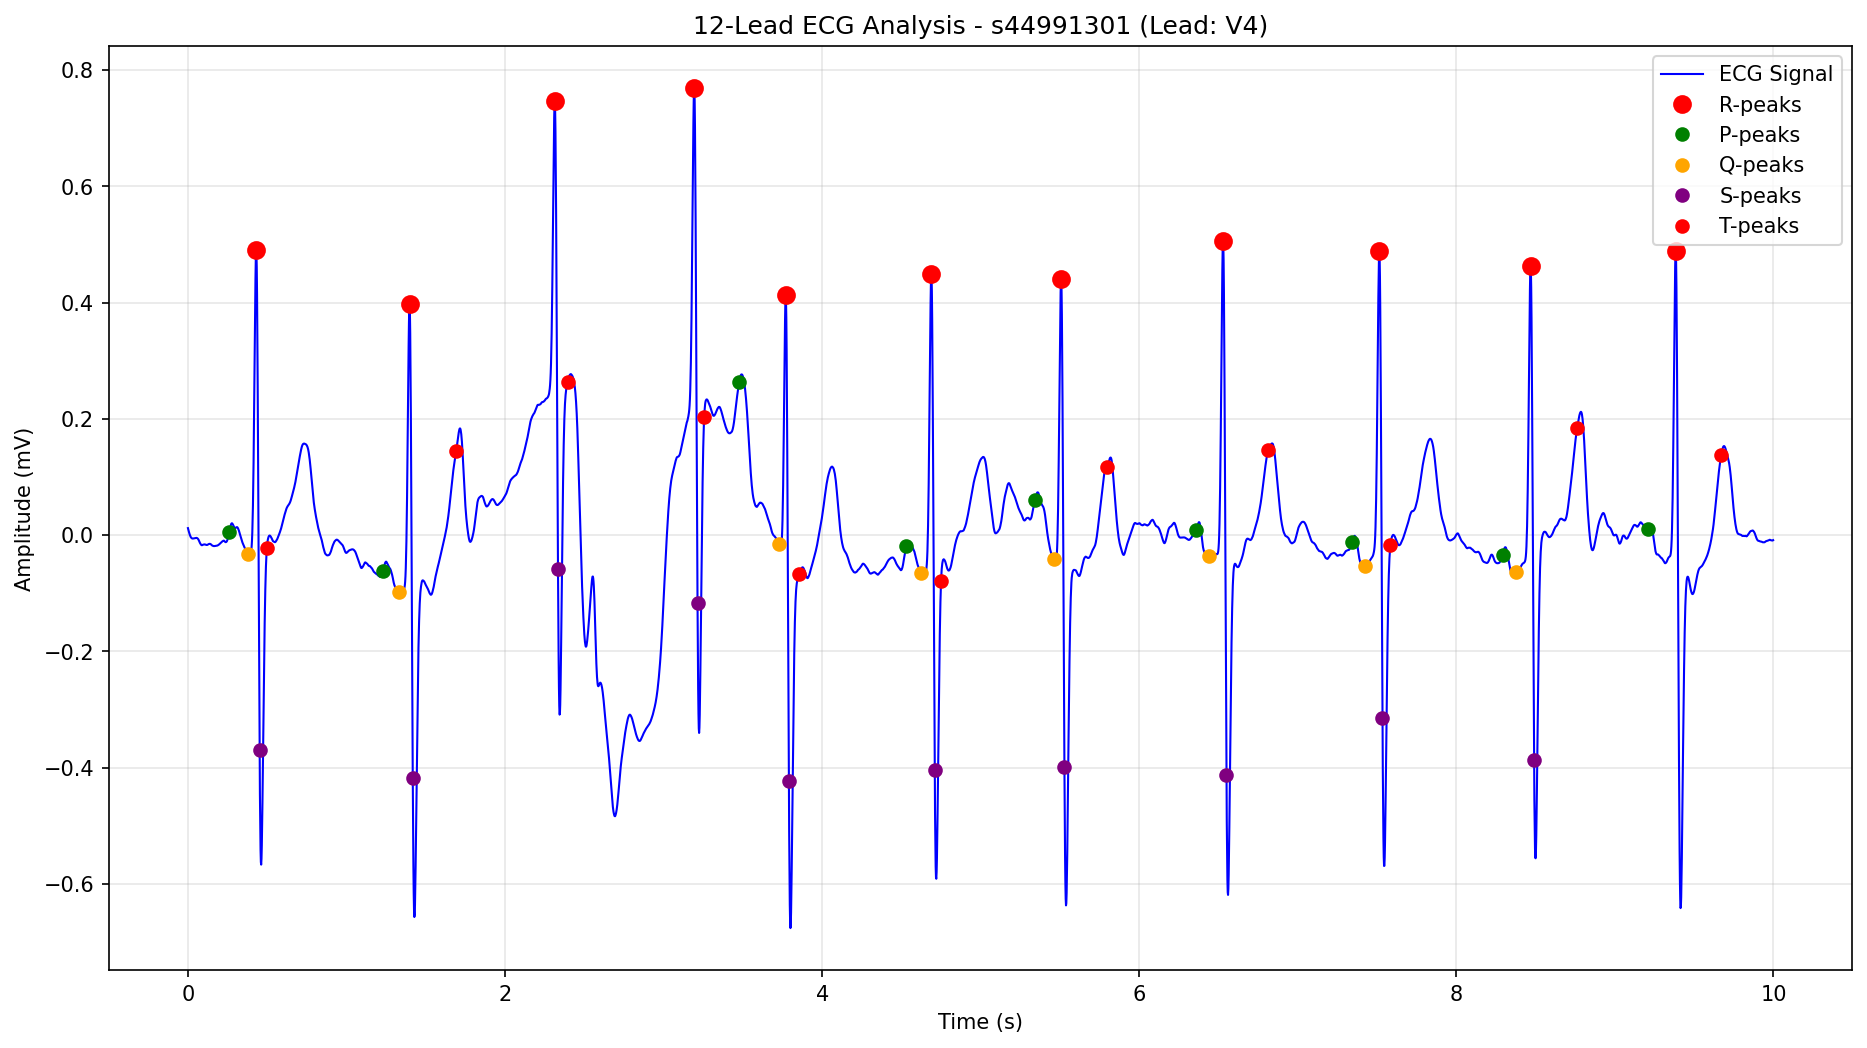 12-Lead ECG Analysis - s44991301 (Lead: V4)
ECG Signal
R-peaks
P-peaks
Q-peaks
S-peaks
T-peaks
0.8
0.6
0.4
0.2
0.0
−0.2
−0.4
−0.6
Amplitude (mV)
0 2 4 6 8 10
Time (s)